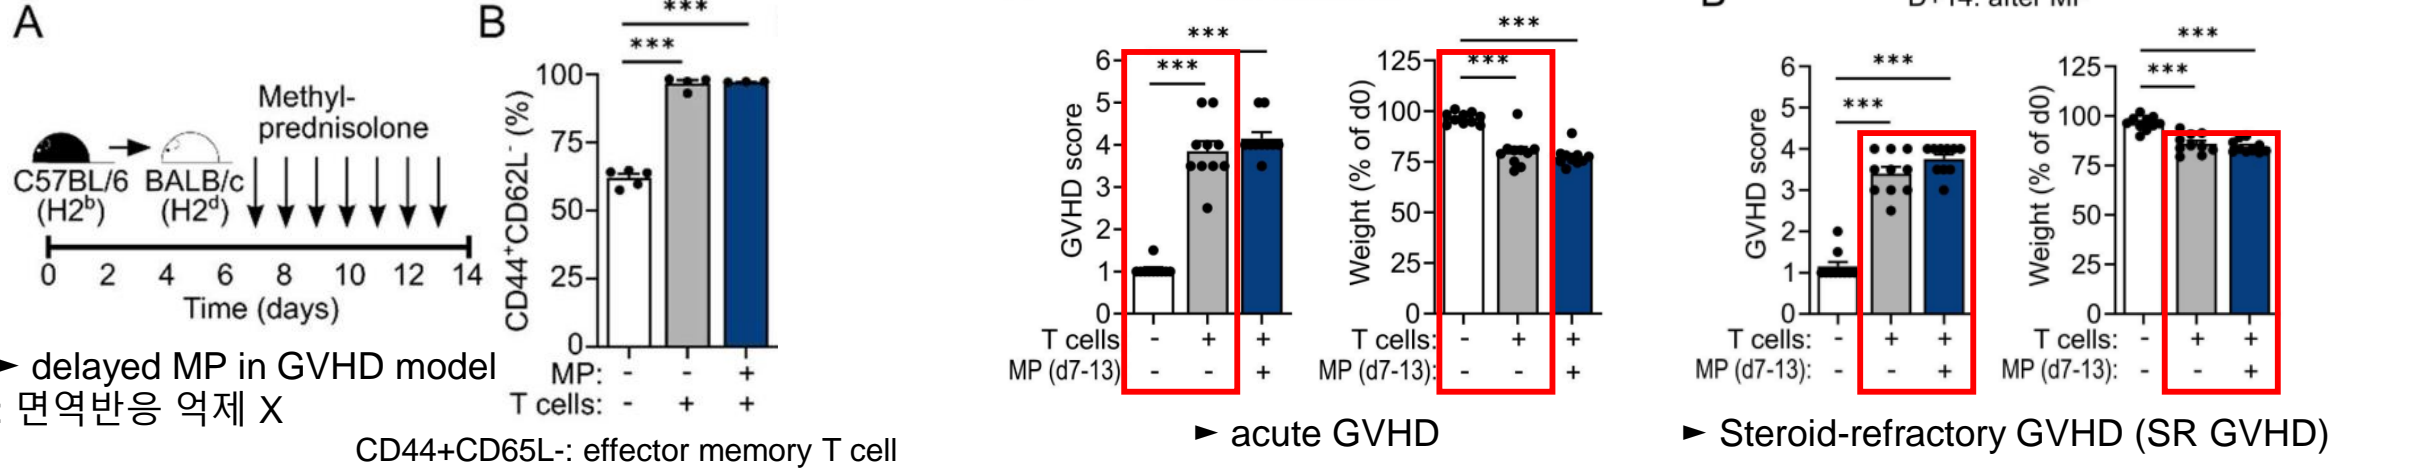 A
Methyl-
prednisolone
C57BL/6 BALB/c
(H2b) (H2d)
0 2 4 6 8 10 12 14
Time (days)
► delayed MP in GVHD model
: 면역반응 억제 X
B
***
***
CD44+CD62L- (%)
100
75
50
25
0
MP: - - +
T cells: - + +
CD44+CD65L-: effector memory T cell
***
***
GVHD score
6
5
4
3
2
1
0
T cells - + +
MP (d7-13) - - +
***
***
Weight (% of d0)
125
100
75
50
25
0
T cells: - + +
MP (d7-13): - - +
► acute GVHD
D+14: after MP
***
***
GVHD score
6
5
4
3
2
1
0
T cells: - + +
MP (d7-13): - - +
***
***
Weight (% of d0)
125
100
75
50
25
0
T cells: - + +
MP (d7-13): - - +
► Steroid-refractory GVHD (SR GVHD)